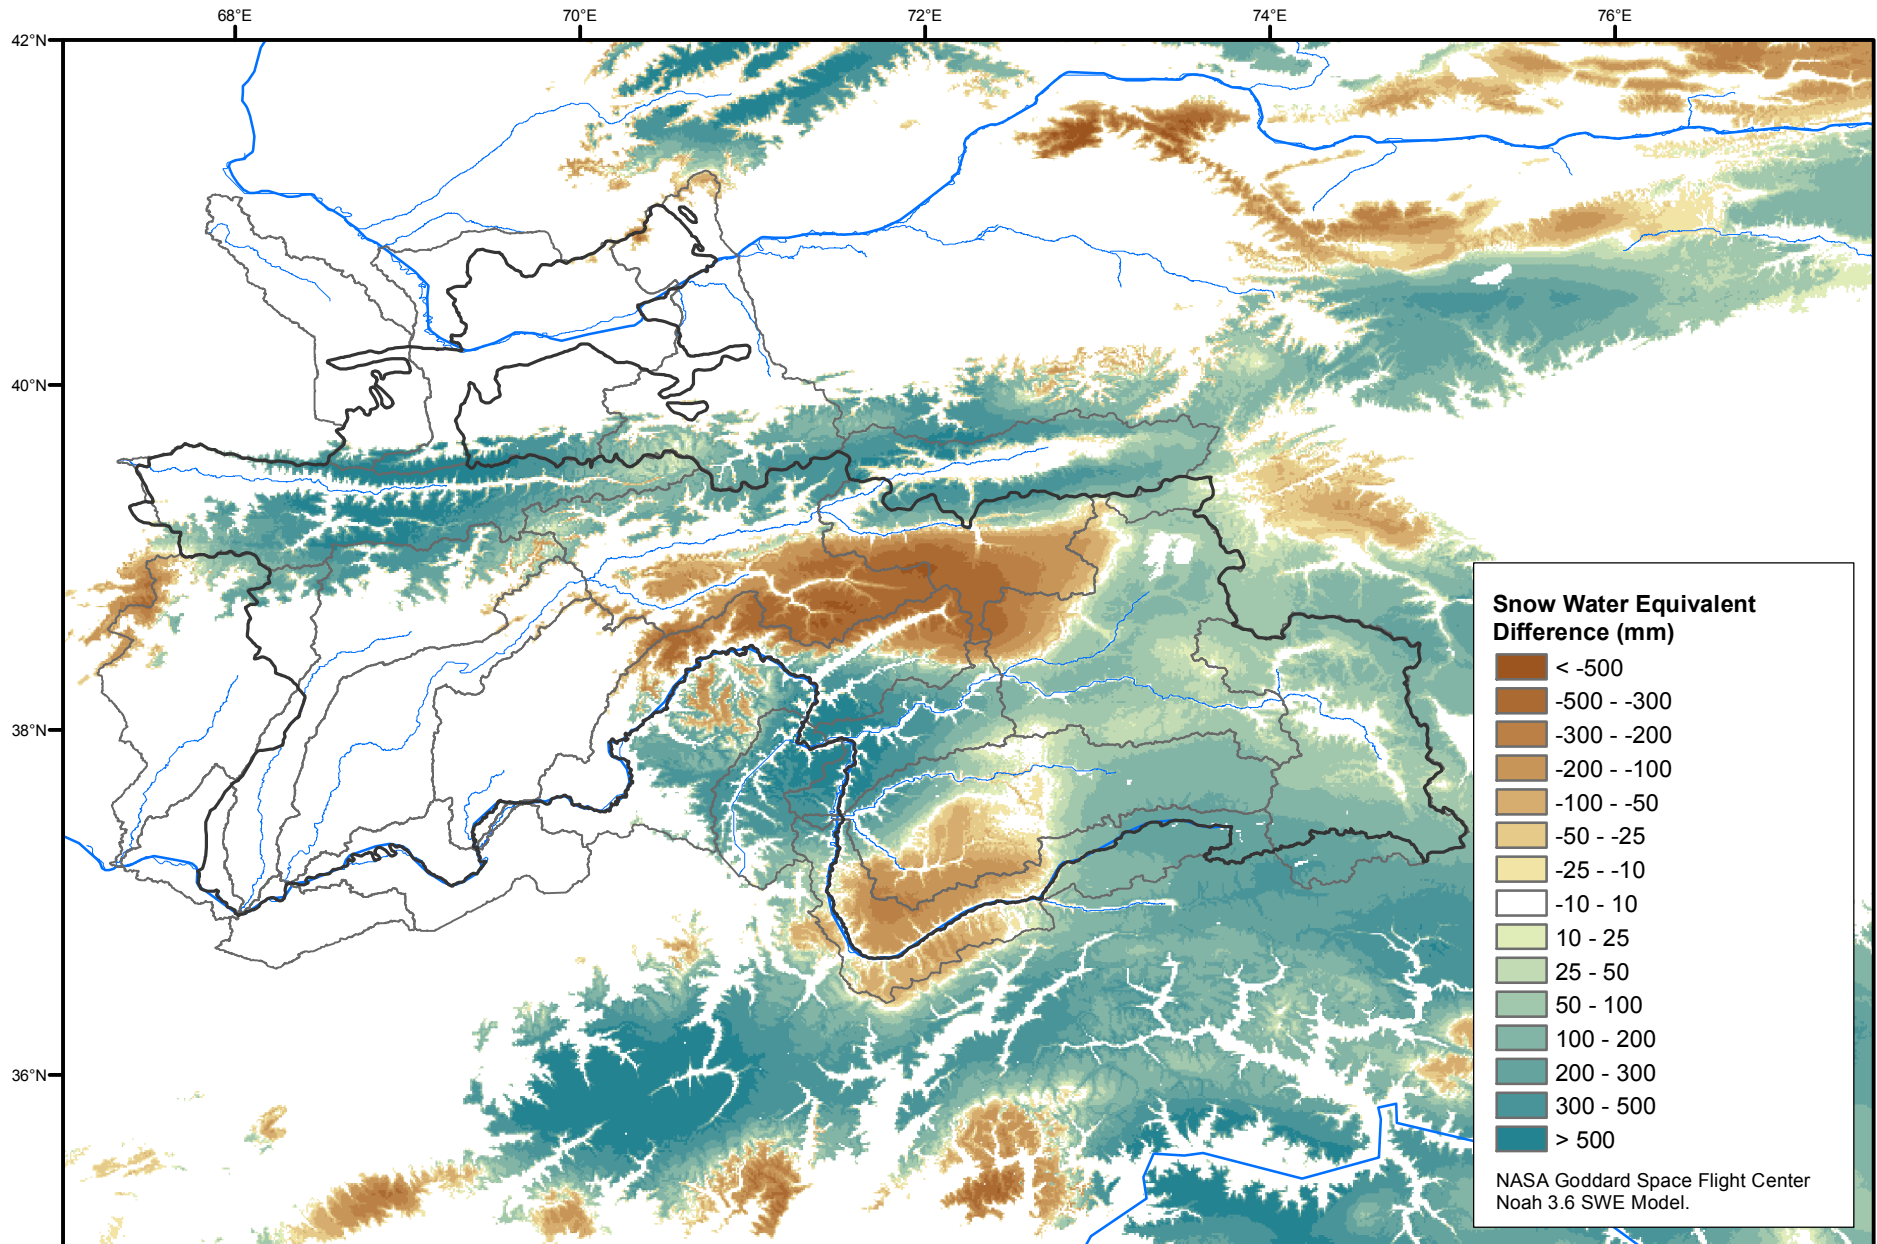 68°E 70°E 72°E 74°E 76°E
42°N
40°N
38°N
36°N
Snow Water Equivalent
Difference (mm)
< -500
-500 - -300
-300 - -200
-200 - -100
-100 - -50
-50 - -25
-25 - -10
-10 - 10
10 - 25
25 - 50
50 - 100
100 - 200
200 - 300
300 - 500
> 500
NASA Goddard Space Flight Center
Noah 3.6 SWE Model.